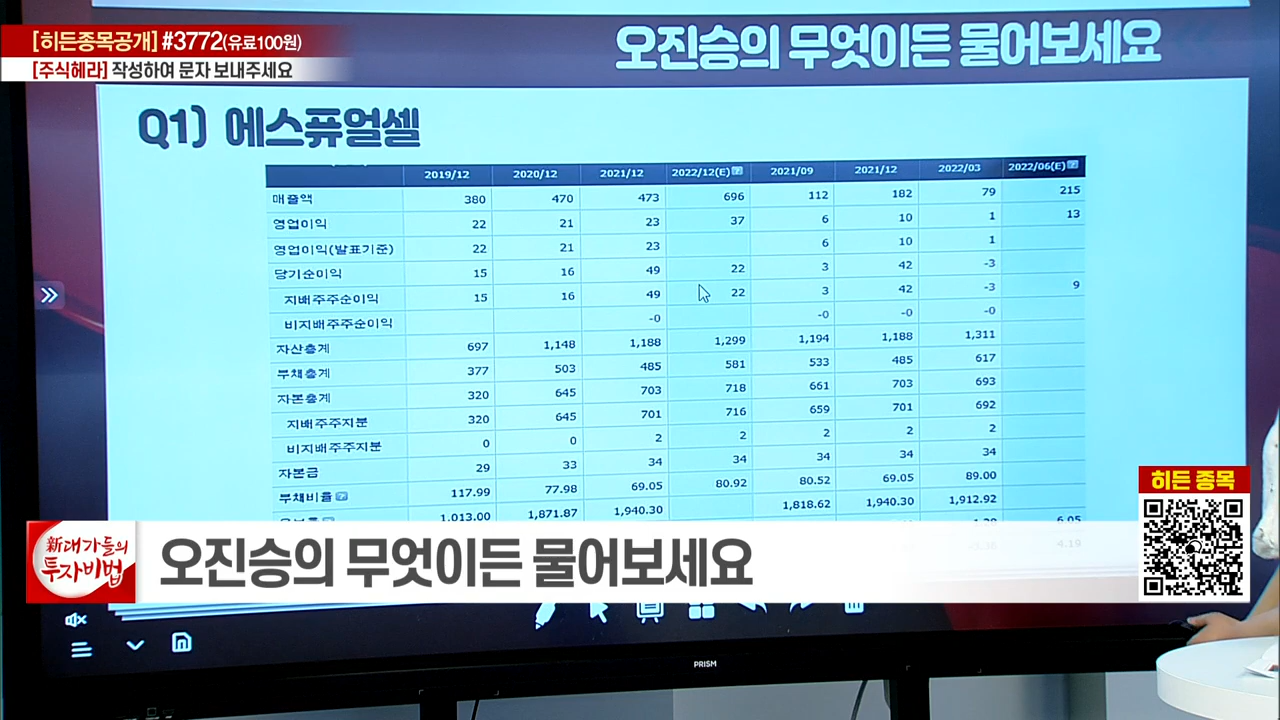 [히든종목공개] #3772(유료100원)
[주식헤라] 작성하여 문자 보내주세요
오진승의 무엇이든 물어보세요
Q1) 에스퓨얼셀
2019/12 2020/12 2021/12 2022/12(E) 2021/09 2021/12 2022/03 2022/06(E)
매출액 380 470 473 696 112 182 79 215
영업이익 22 21 23 37 6 10 1 13
영업이익(발표기준) 22 21 23 6 10 1
당기순이익 15 16 49 22 3 42 -3
지배주주순이익 15 16 49 22 3 42 -3 9
비지배주주순이익 -0 -0 -0 -0
자산총계 697 1,148 1,188 1,299 1,194 1,188 1,311
부채총계 377 503 485 581 533 485 617
자본총계 320 645 703 718 661 703 693
지배주주지분 320 645 701 716 659 701 692
비지배주주지분 0 0 2 2 2 2 2
자본금 29 33 34 34 34 34 34
부채비율 117.99 77.98 69.05 80.92 80.52 69.05 89.00
1,013.00 1,871.87 1,940.30 1,818.62 1,940.30 1,912.92
6.05
4.19
히든 종목
新대가들의
투자비법
오진승의 무엇이든 물어보세요
PRISM